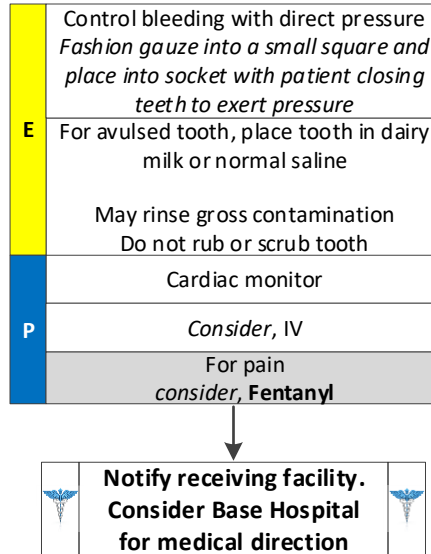 Control bleeding with direct pressure
Fashion gauze into a small square and
place into socket with patient closing
teeth to exert pressure
E
For avulsed tooth, place tooth in dairy
milk or normal saline
May rinse gross contamination
Do not rub or scrub tooth
P
Cardiac monitor
Consider, IV
For pain
consider, Fentanyl
Notify receiving facility.
Consider Base Hospital
for medical direction